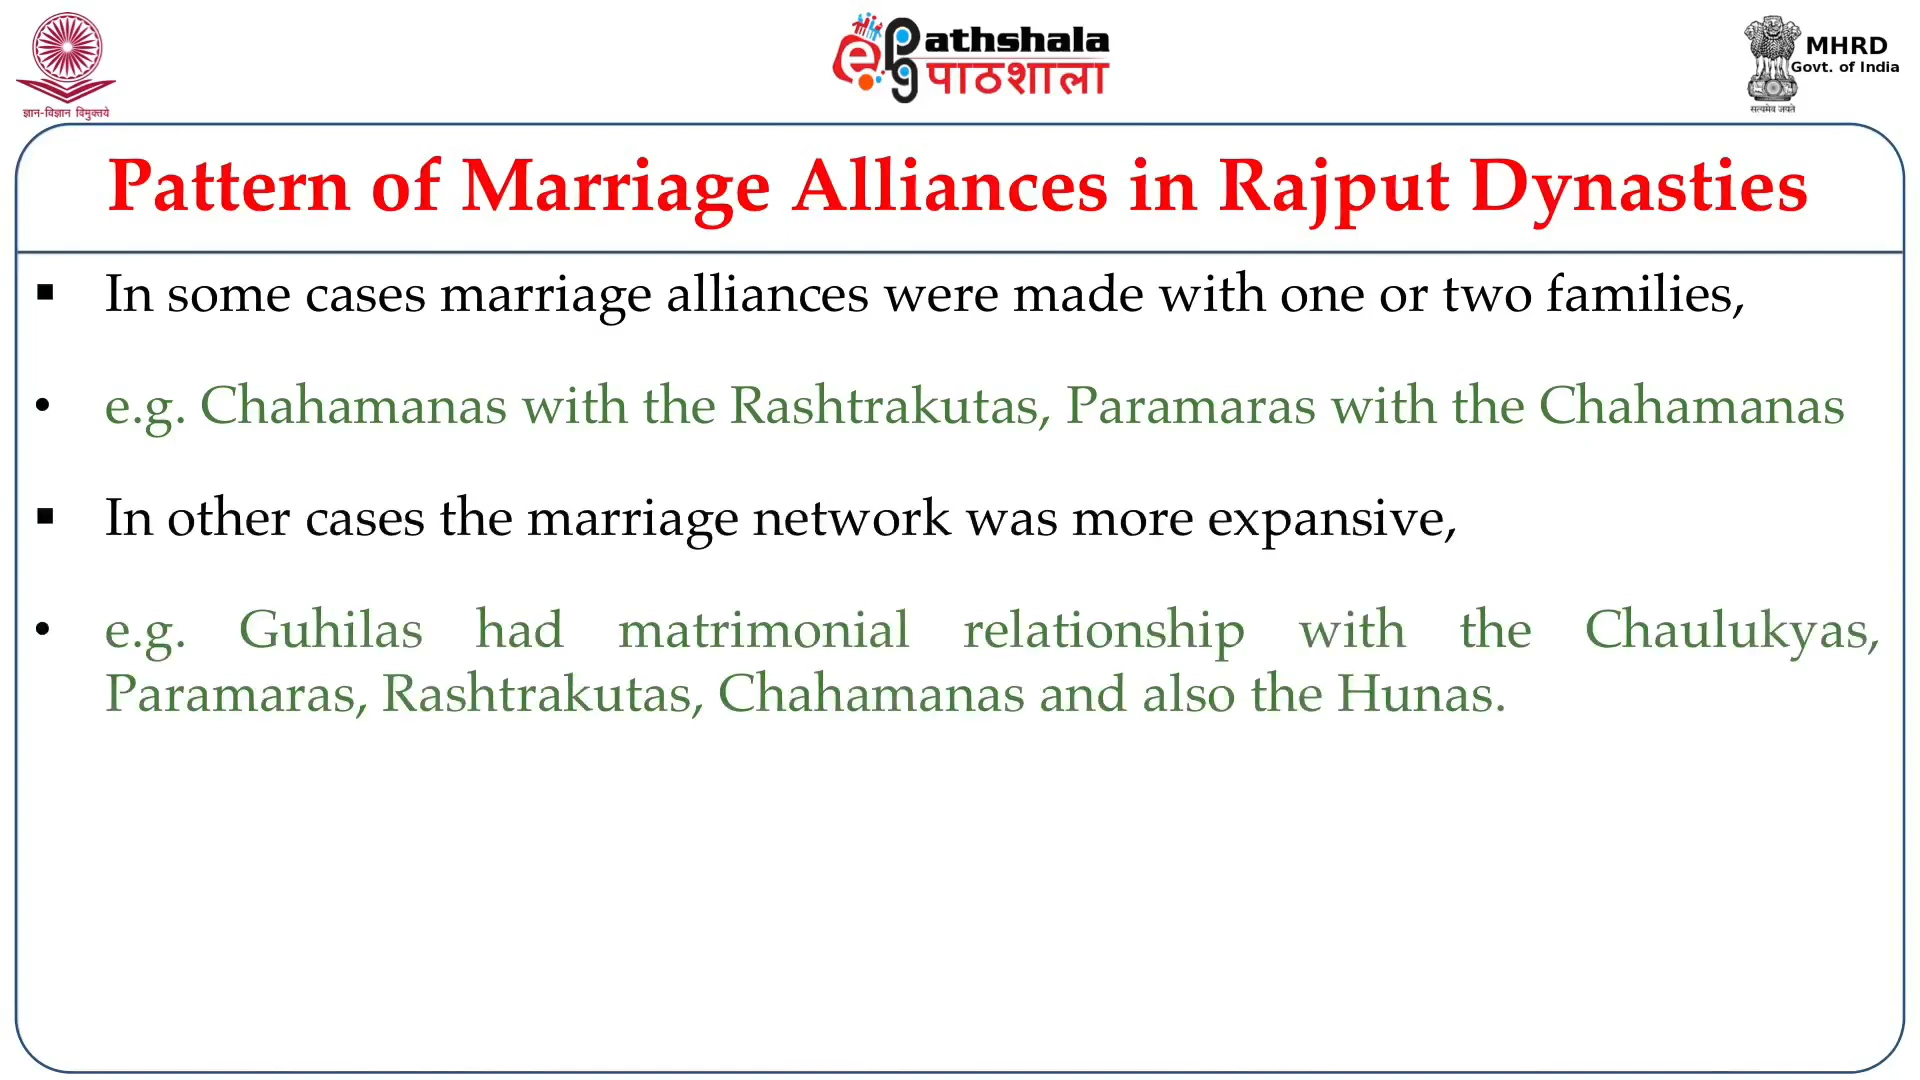 ज्ञान-विज्ञान विमुक्तये
ePathshala
पाठशाला
MHRD
Govt. of India
सत्यमेव जयते
Pattern of Marriage Alliances in Rajput Dynasties
▪ In some cases marriage alliances were made with one or two families,
• e.g. Chahamanas with the Rashtrakutas, Paramaras with the Chahamanas
▪ In other cases the marriage network was more expansive,
• e.g. Guhilas had matrimonial relationship with the Chaulukyas,
Paramaras, Rashtrakutas, Chahamanas and also the Hunas.